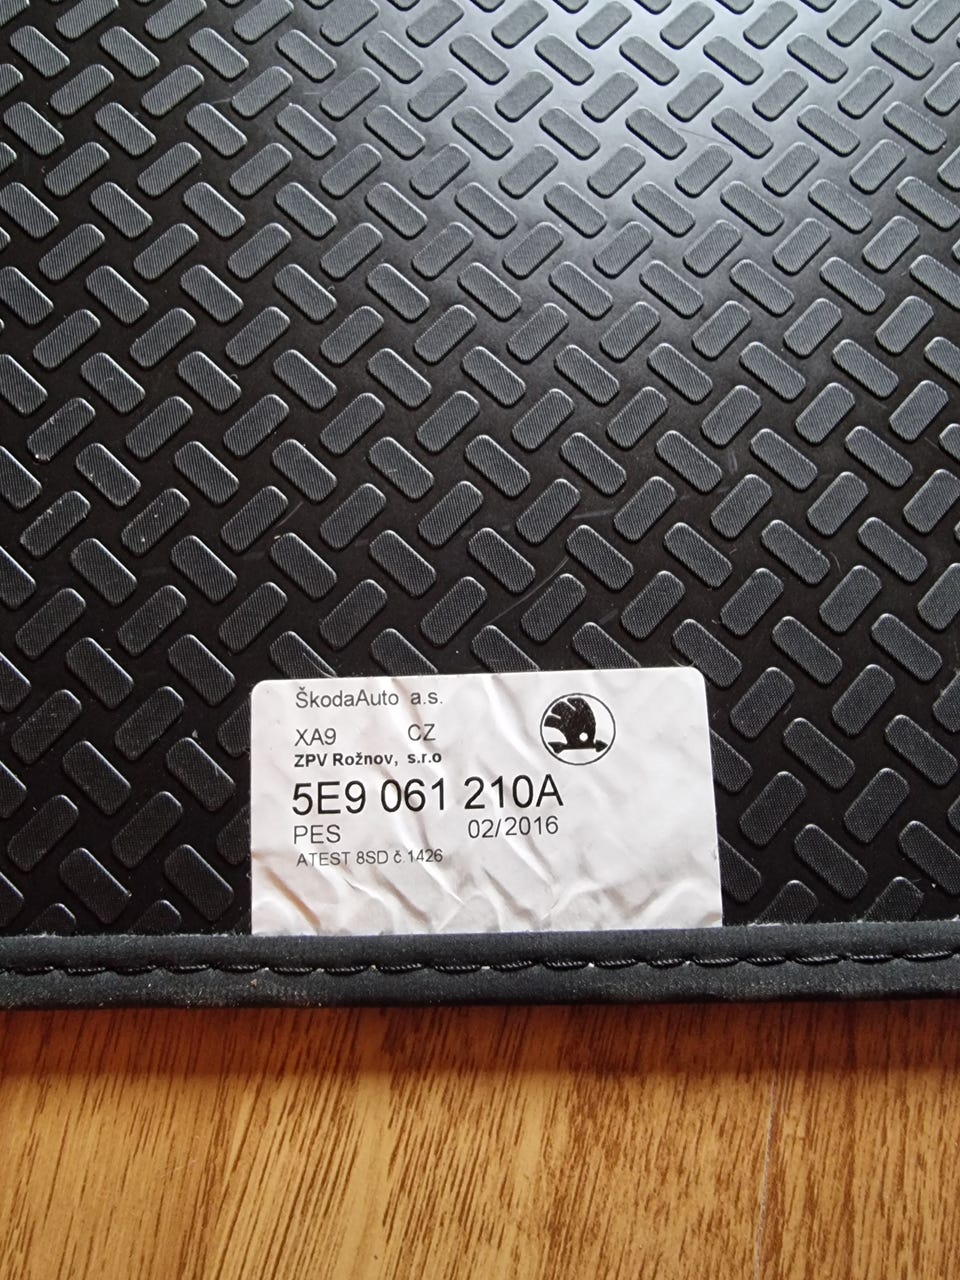 ŠkodaAuto a.s.
XA9 CZ
ZPV Rožnov, s.r.o
5E9 061 210A
PES 02/2016
ATEST 8SD č.1426